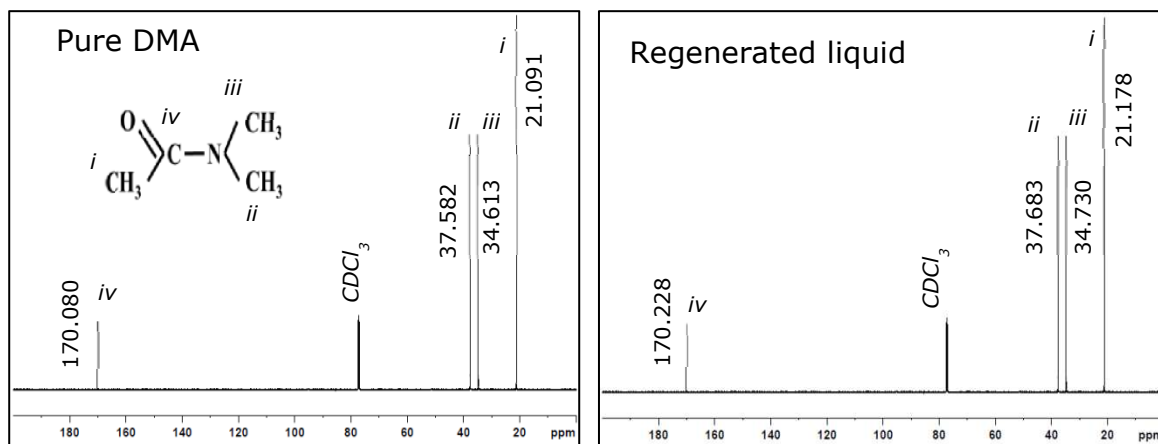 Pure DMA
iii
iv
O
CH3
i
C
N
CH3
CH3
ii
170.080
iv
CDCl3
ii
37.582
iii
34.613
i
21.091
180
160
140
120
100
80
60
40
20
ppm
Regenerated liquid
170.228
iv
CDCl3
ii
37.683
iii
34.730
i
21.178
180
160
140
120
100
80
60
40
20
ppm